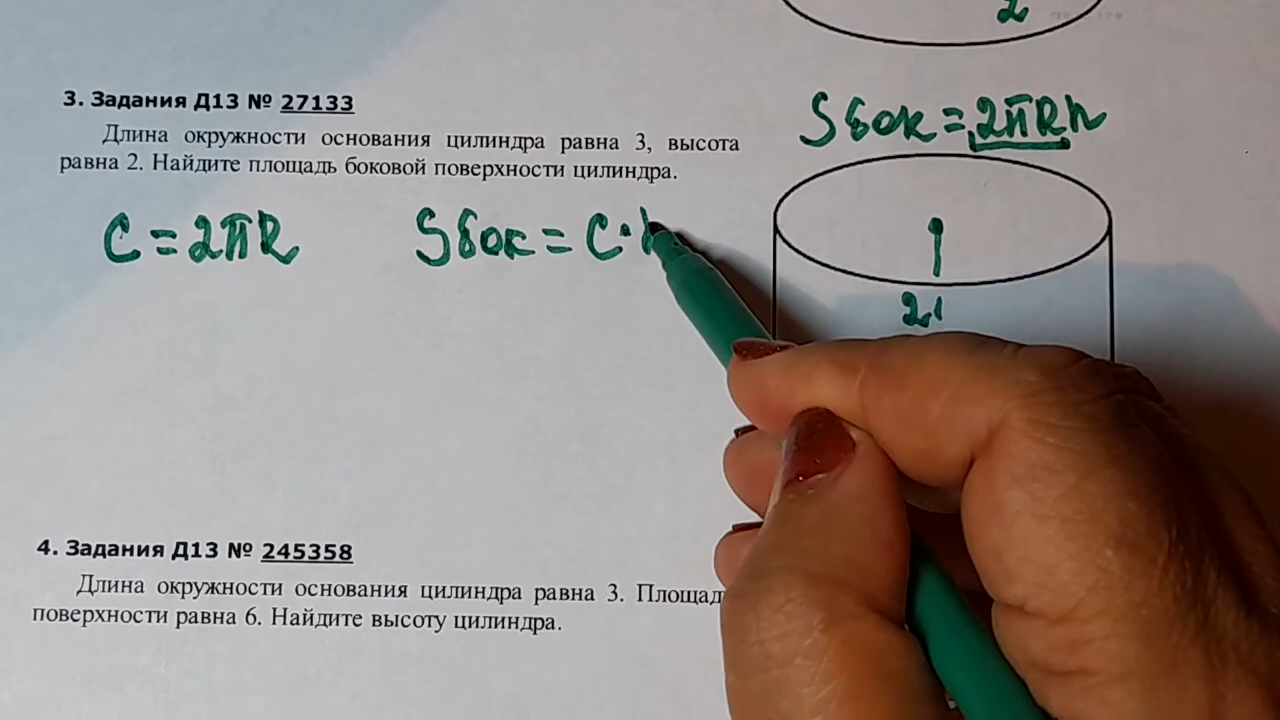 2
3. Задания Д13 № 27133
Длина окружности основания цилиндра равна 3, высота
равна 2. Найдите площадь боковой поверхности цилиндра.
Sбок = 2πRh
C = 2πR
Sбок = C·h
2
4. Задания Д13 № 245358
Длина окружности основания цилиндра равна 3.
поверхности равна 6. Найдите высоту цилиндра.